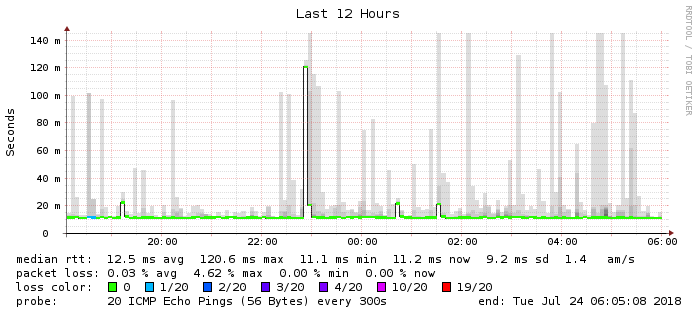 Last 12 Hours
RRDTOOL / TOBI OETIKER
Seconds
140 m
120 m
100 m
80 m
60 m
40 m
20 m
0
20:00 22:00 00:00 02:00 04:00 06:00
median rtt: 12.5 ms avg 120.6 ms max 11.1 ms min 11.2 ms now 9.2 ms sd 1.4 am/s
packet loss: 0.03 % avg 4.62 % max 0.00 % min 0.00 % now
loss color: 0 1/20 2/20 3/20 4/20 10/20 19/20
probe: 20 ICMP Echo Pings (56 Bytes) every 300s end: Tue Jul 24 06:05:08 2018